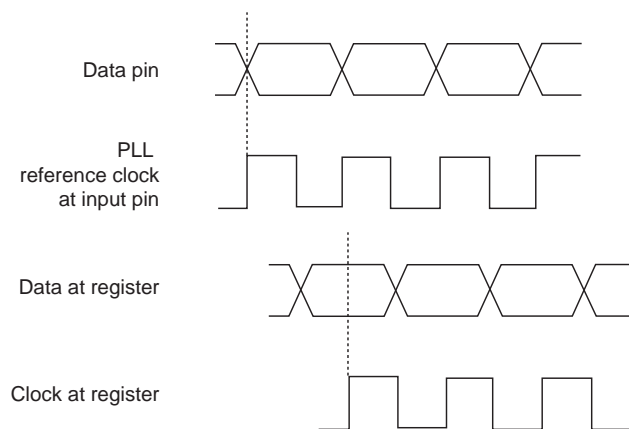 Data pin
PLL
reference clock
at input pin
Data at register
Clock at register